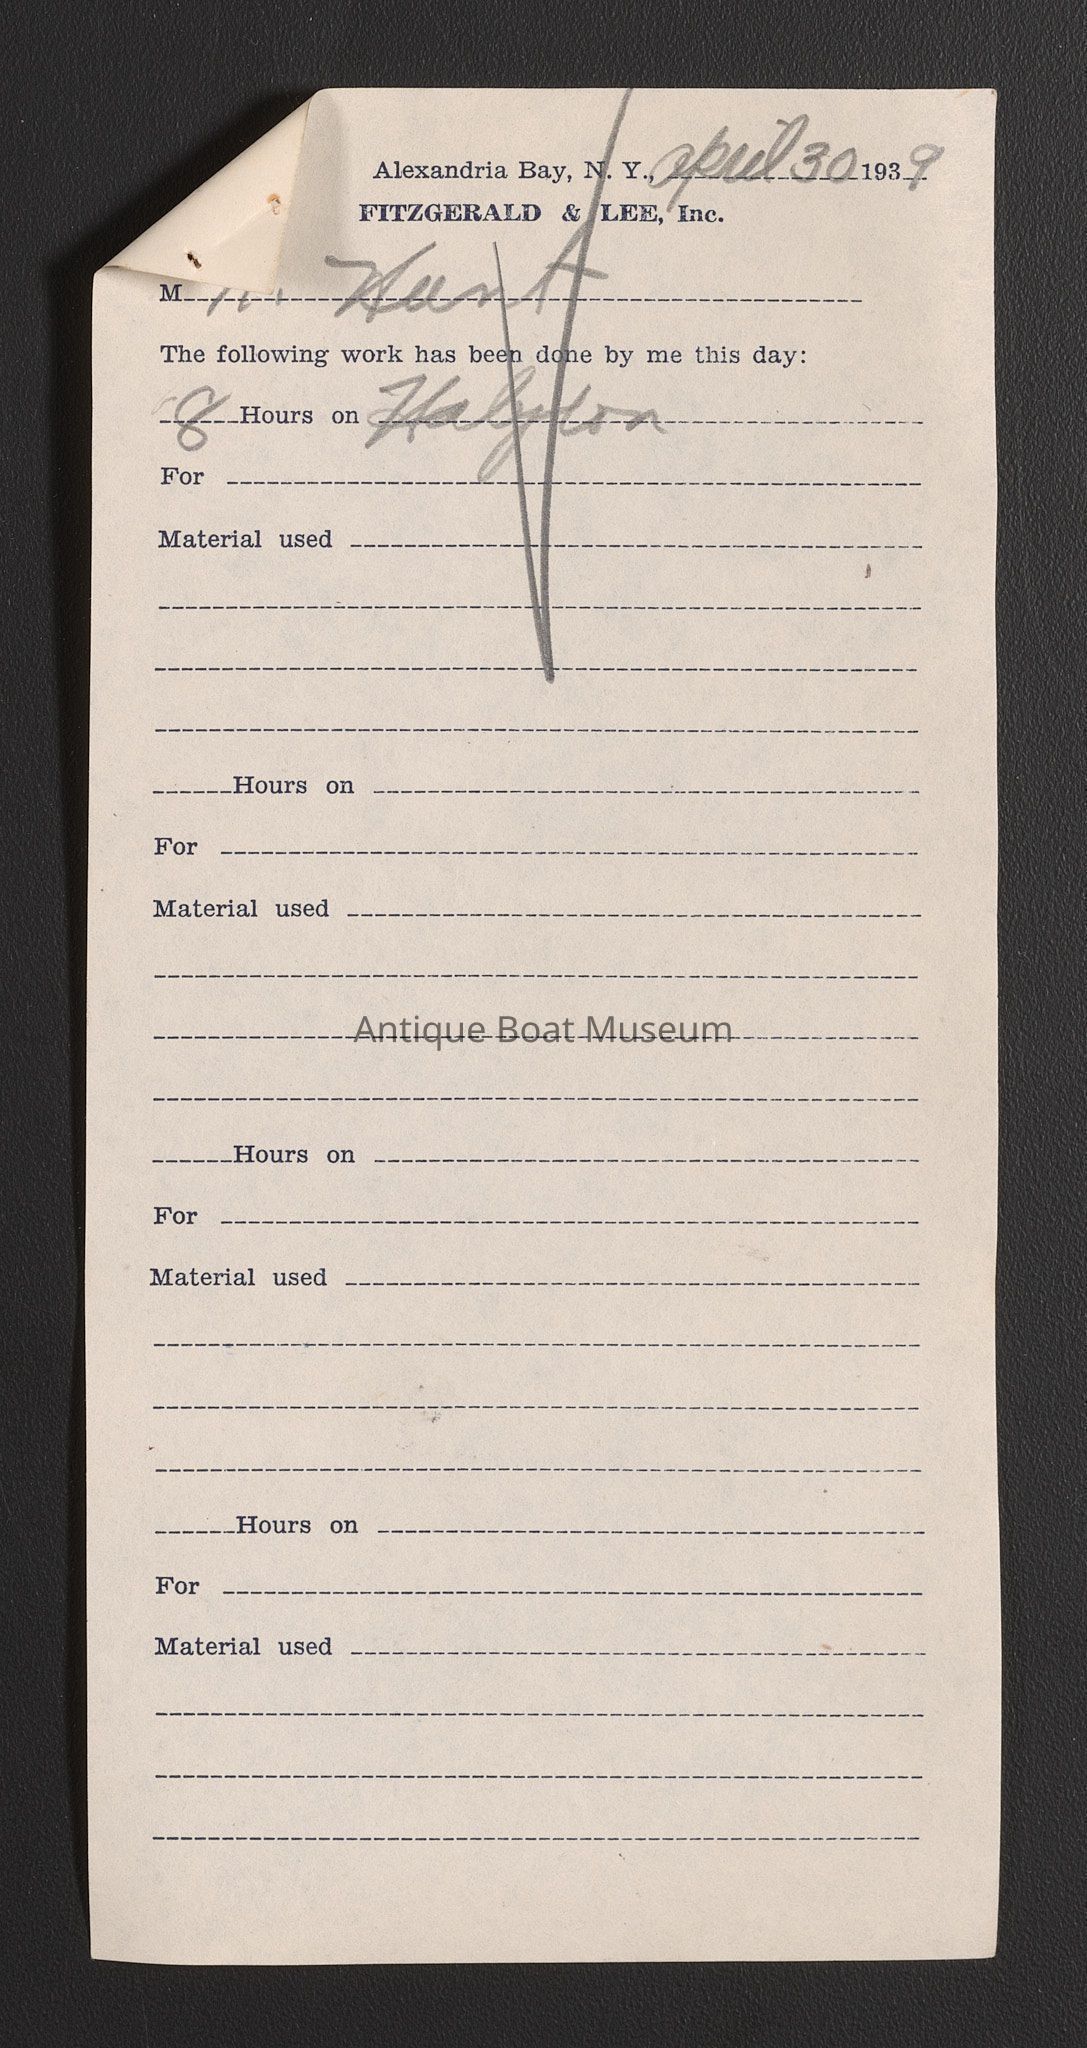 Alexandria Bay, N. Y., April 30 1939
FITZGERALD & LEE, Inc.
M Hunt
The following work has been done by me this day:
8 Hours on
For
Material used
Hours on
For
Material used
Antique Boat Museum
Hours on
For
Material used
Hours on
For
Material used